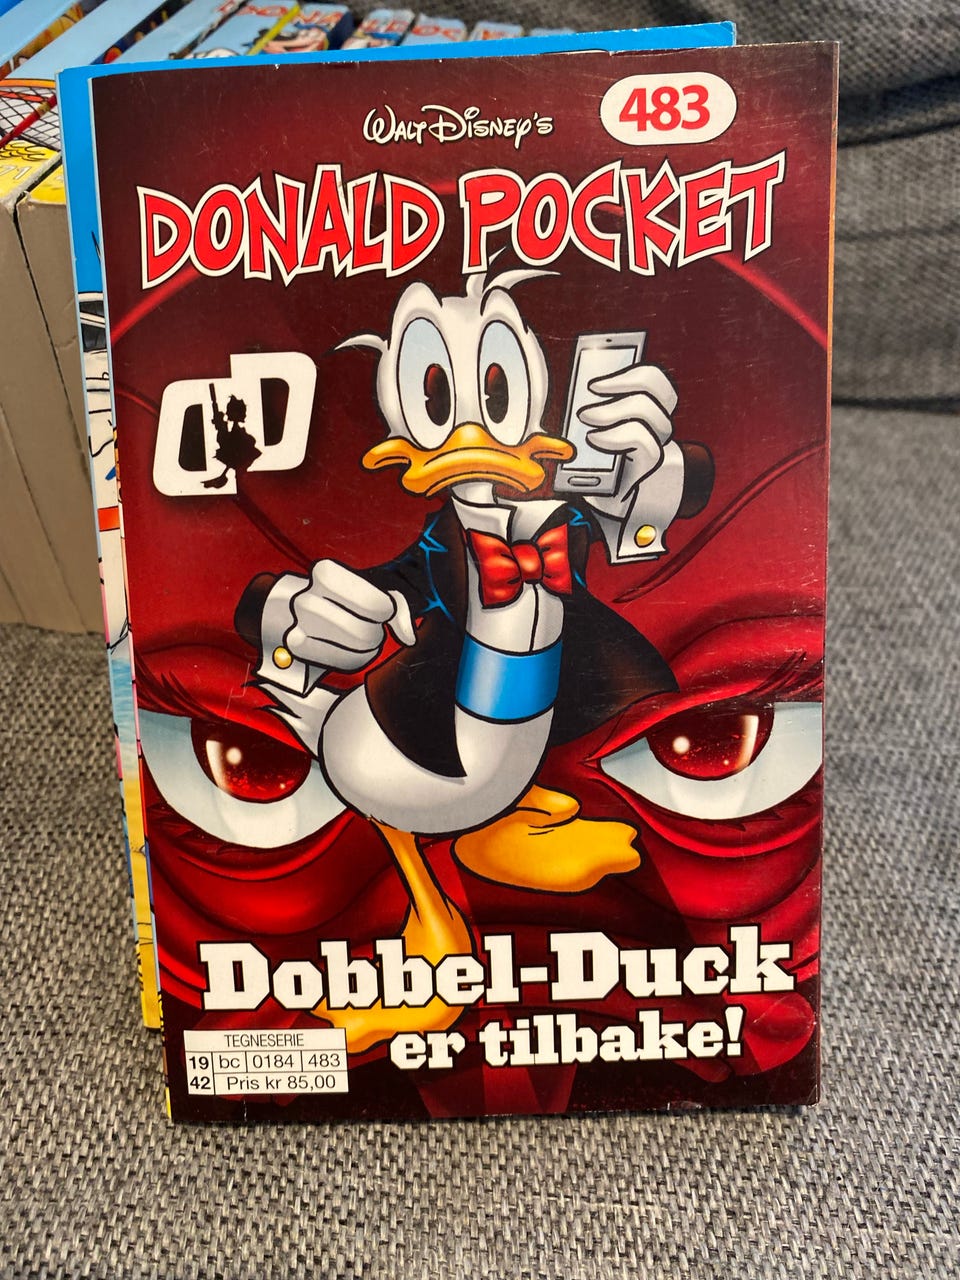 WALT DISNEY'S
483
DONALD POCKET
DD
Dobbel-Duck
er tilbake!
TEGNESERIE
19 bc 0184 483
42 Pris kr 85,00